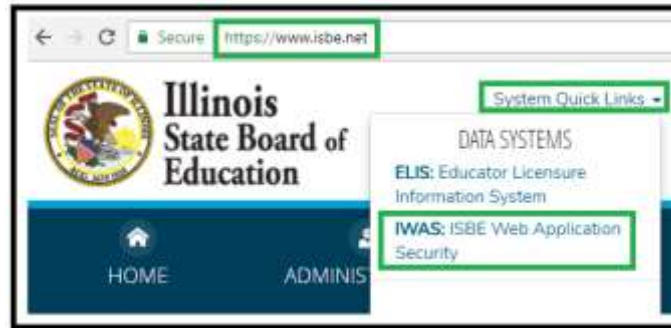 Secure https://www.isbe.net
Illinois
State Board of
Education
System Quick Links
DATA SYSTEMS
ELIS: Educator Licensure
Information System
IWAS: ISBE Web Application
Security
HOME
ADMINIS